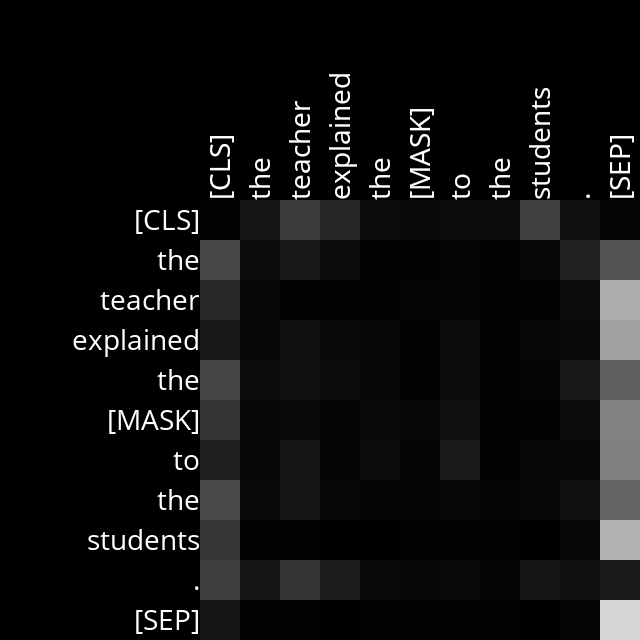 [CLS] the teacher explained the [MASK] to the students . [SEP]
[CLS]
the
teacher
explained
the
[MASK]
to
the
students
.
[SEP]